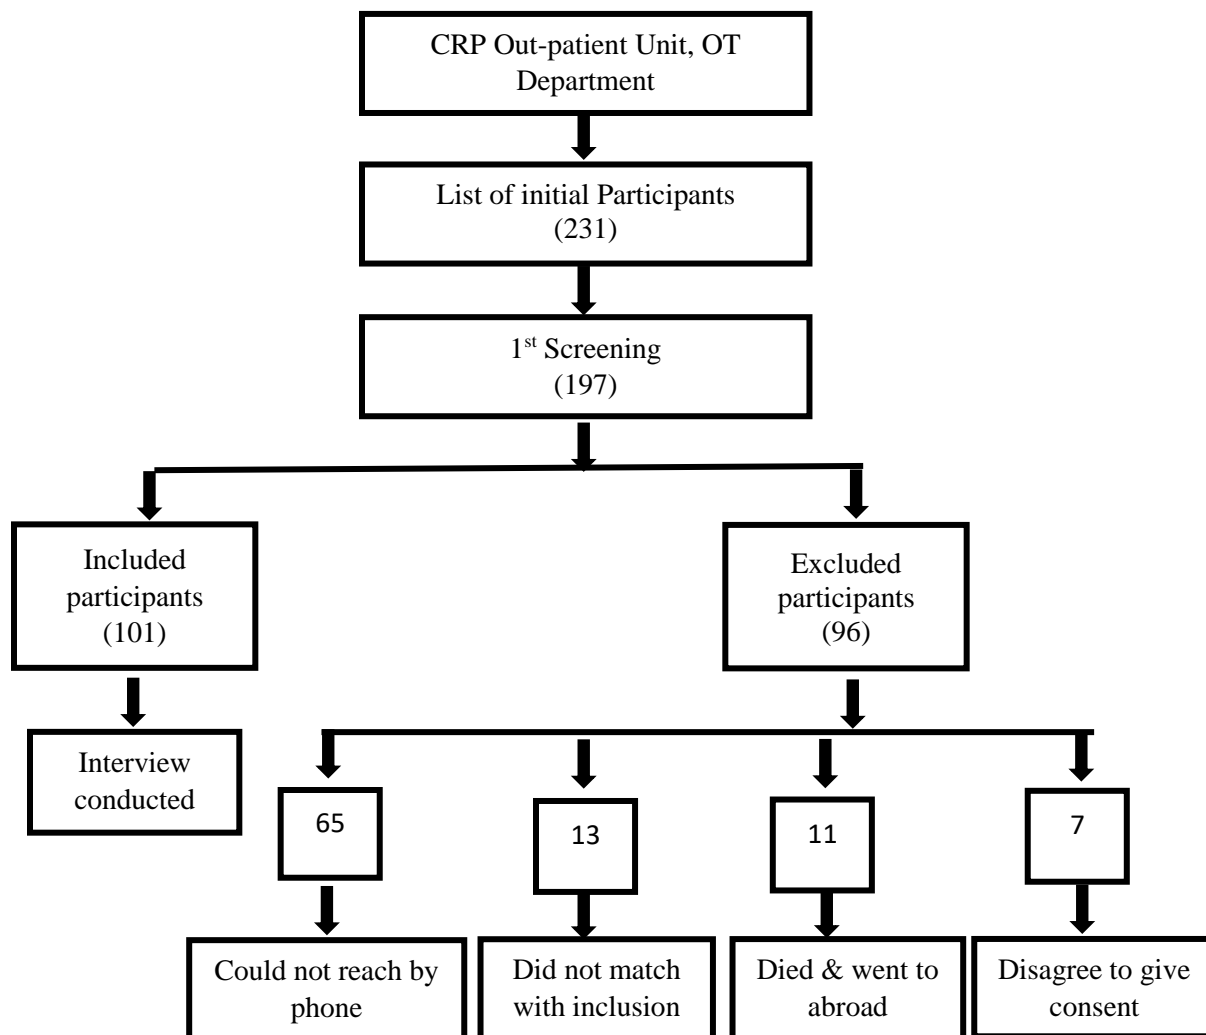 CRP Out-patient Unit, OT
Department
List of initial Participants
(231)
1st Screening
(197)
Included
participants
(101)
Excluded
participants
(96)
Interview
conducted
65
13
11
7
Could not reach by
phone
Did not match
with inclusion
Died & went to
abroad
Disagree to give
consent